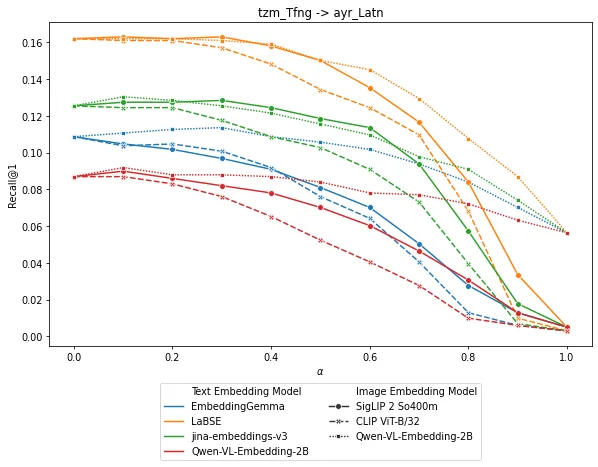 tzm_Tfng -> ayr_Latn
Recall@1
0.16
0.14
0.12
0.10
0.08
0.06
0.04
0.02
0.00
0.0 0.2 0.4 0.6 0.8 1.0
α
Text Embedding Model
EmbeddingGemma
LaBSE
jina-embeddings-v3
Qwen-VL-Embedding-2B
Image Embedding Model
SigLIP 2 So400m
CLIP ViT-B/32
Qwen-VL-Embedding-2B